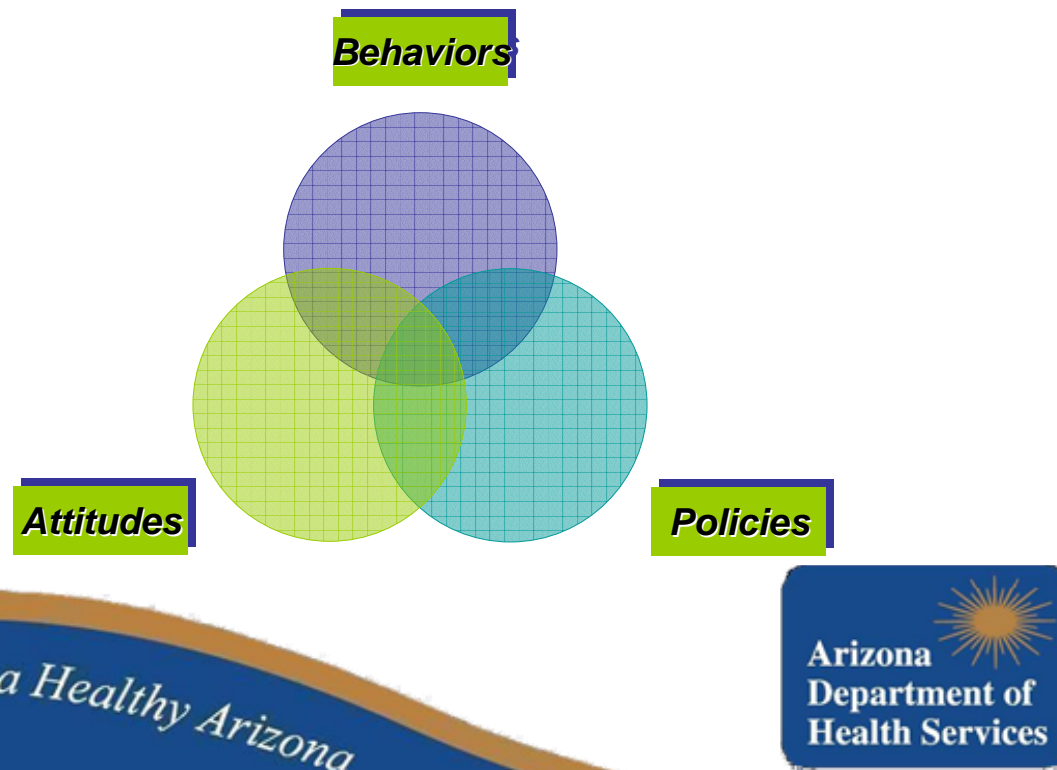 Behaviors
Attitudes
Policies
a Healthy Arizona
Arizona
Department of
Health Services